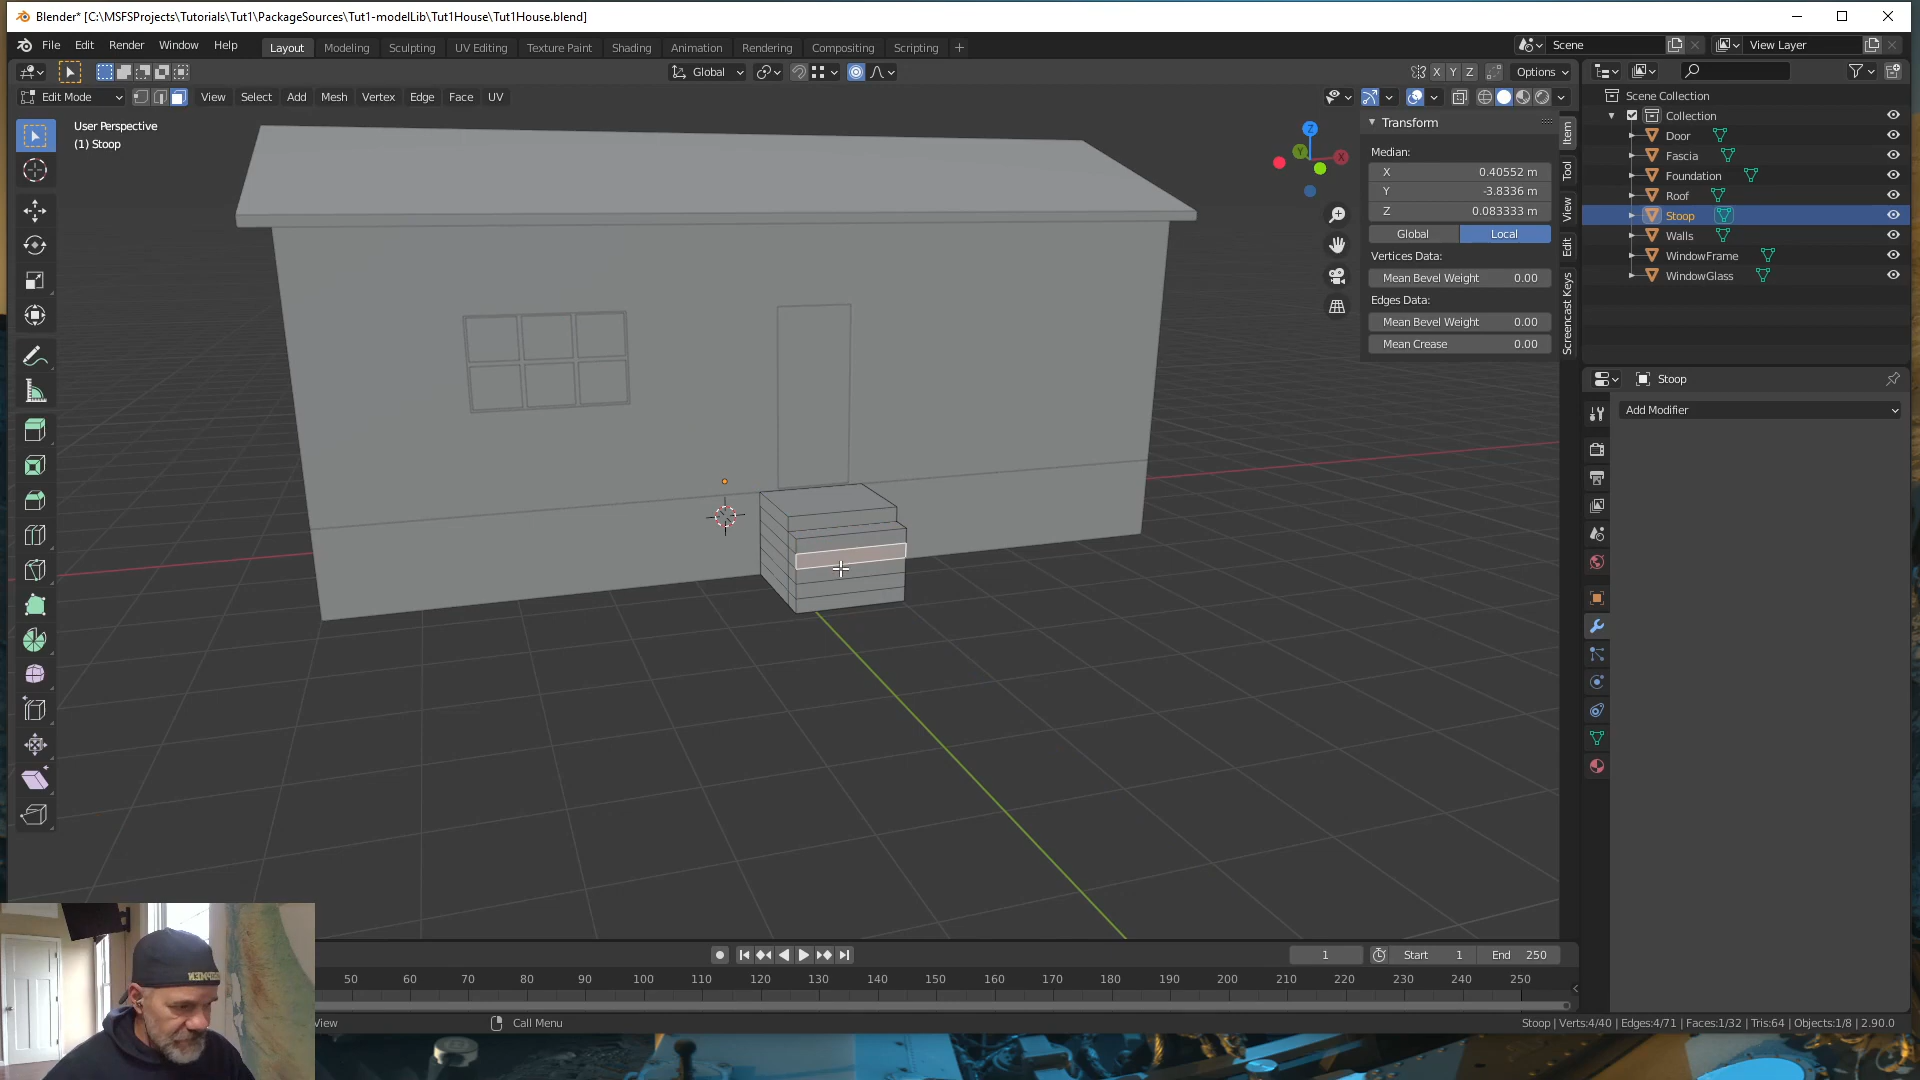 Blender* [C:\MSFSProjects\Tutorials\Tut1\PackageSources\Tut1-modelLib\Tut1House\Tut1House.blend]
File Edit Render Window Help Layout Modeling Sculpting UV Editing Texture Paint Shading Animation Rendering Compositing Scripting + Scene View Layer
Global X Y Z Options
Edit Mode View Select Add Mesh Vertex Edge Face UV
User Perspective
(1) Stoop
Transform
Median:
X 0.40552 m
Y -3.8336 m
Z 0.083333 m
Global Local
Vertices Data:
Mean Bevel Weight 0.00
Edges Data:
Mean Bevel Weight 0.00
Mean Crease 0.00
Item
Tool
View
Edit
Screencast Keys
Z
Y
X
Scene Collection
Collection
Door
Fascia
Foundation
Roof
Stoop
Walls
WindowFrame
WindowGlass
Stoop
Add Modifier
1 Start 1 End 250
50 60 70 80 90 100 110 120 130 140 150 160 170 180 190 200 210 220 230 240 250
View Call Menu
Stoop | Verts:4/40 | Edges:4/71 | Faces:1/32 | Tris:64 | Objects:1/8 | 2.90.0